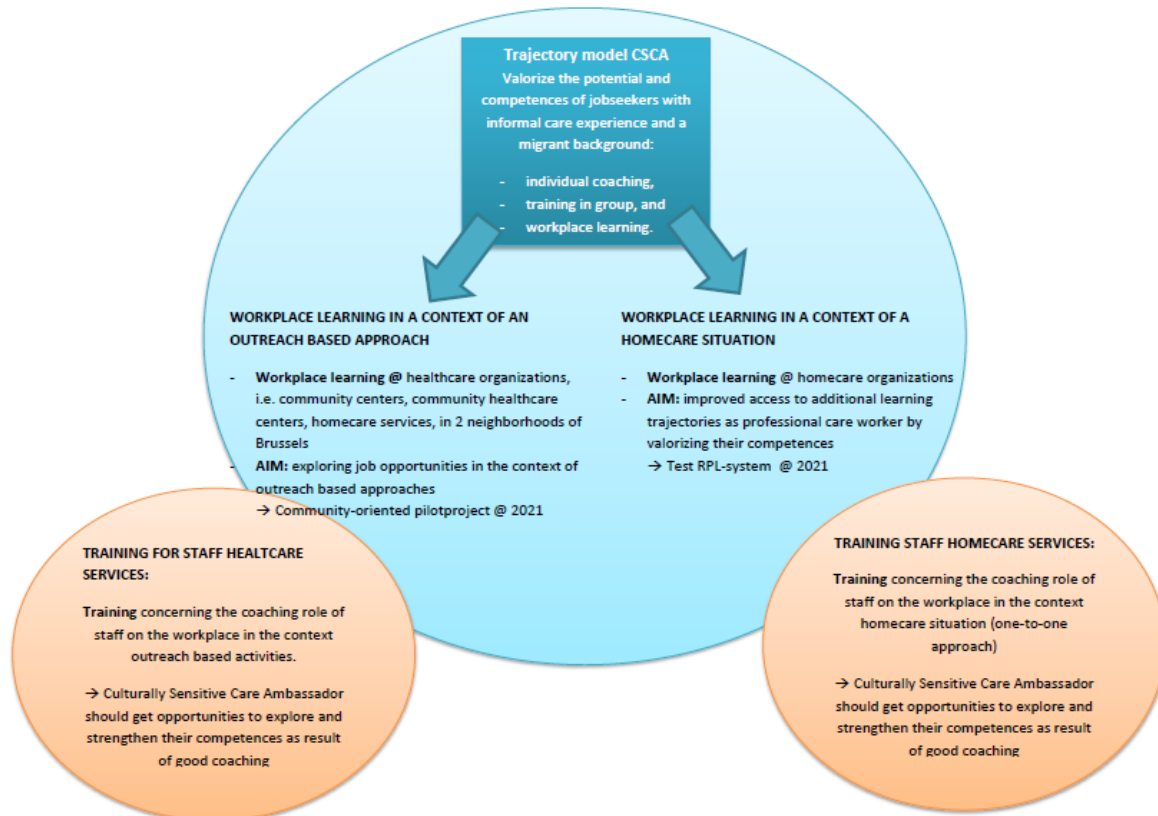 Trajectory model CSCA
Valorize the potential and
competences of jobseekers with
informal care experience and a
migrant background:
- individual coaching,
- training in group, and
- workplace learning.
WORKPLACE LEARNING IN A CONTEXT OF AN
OUTREACH BASED APPROACH
- Workplace learning @ healthcare organizations,
i.e. community centers, community healthcare
centers, homecare services, in 2 neighborhoods of
Brussels
- AIM: exploring job opportunities in the context of
outreach based approaches
→ Community-oriented pilotproject @ 2021
WORKPLACE LEARNING IN A CONTEXT OF A
HOMECARE SITUATION
- Workplace learning @ homecare organizations
- AIM: improved access to additional learning
trajectories as professional care worker by
valorizing their competences
→ Test RPL-system @ 2021
TRAINING FOR STAFF HEALTCARE
SERVICES:
Training concerning the coaching role of
staff on the workplace in the context
outreach based activities.
→ Culturally Sensitive Care Ambassador
should get opportunities to explore and
strengthen their competences as result
of good coaching
TRAINING STAFF HOMECARE SERVICES:
Training concerning the coaching role of
staff on the workplace in the context
homecare situation (one-to-one
approach)
→ Culturally Sensitive Care Ambassador
should get opportunities to explore and
strengthen their competences as result of
good coaching